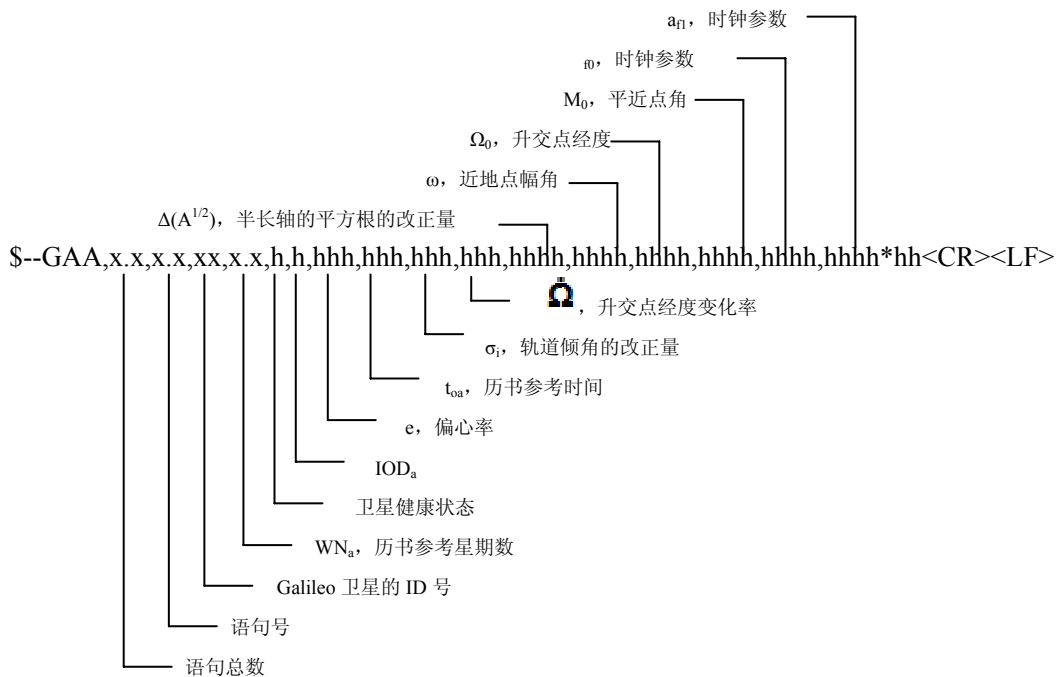 a_f1，时钟参数
f0，时钟参数
M₀，平近点角
Ω₀，升交点经度
ω，近地点幅角
Δ(A^1/2)，半长轴的平方根的改正量
$--GAA,x.x,x.x,xx,x.x,h,h,hhh,hhh,hhh,hhh,hhhh,hhhh,hhhh,hhhh,hhhh,hhhh*hh<CR><LF>
Ω̇，升交点经度变化率
σᵢ，轨道倾角的改正量
t_oa，历书参考时间
e，偏心率
IODₐ
卫星健康状态
WNₐ，历书参考星期数
Galileo 卫星的 ID 号
语句号
语句总数